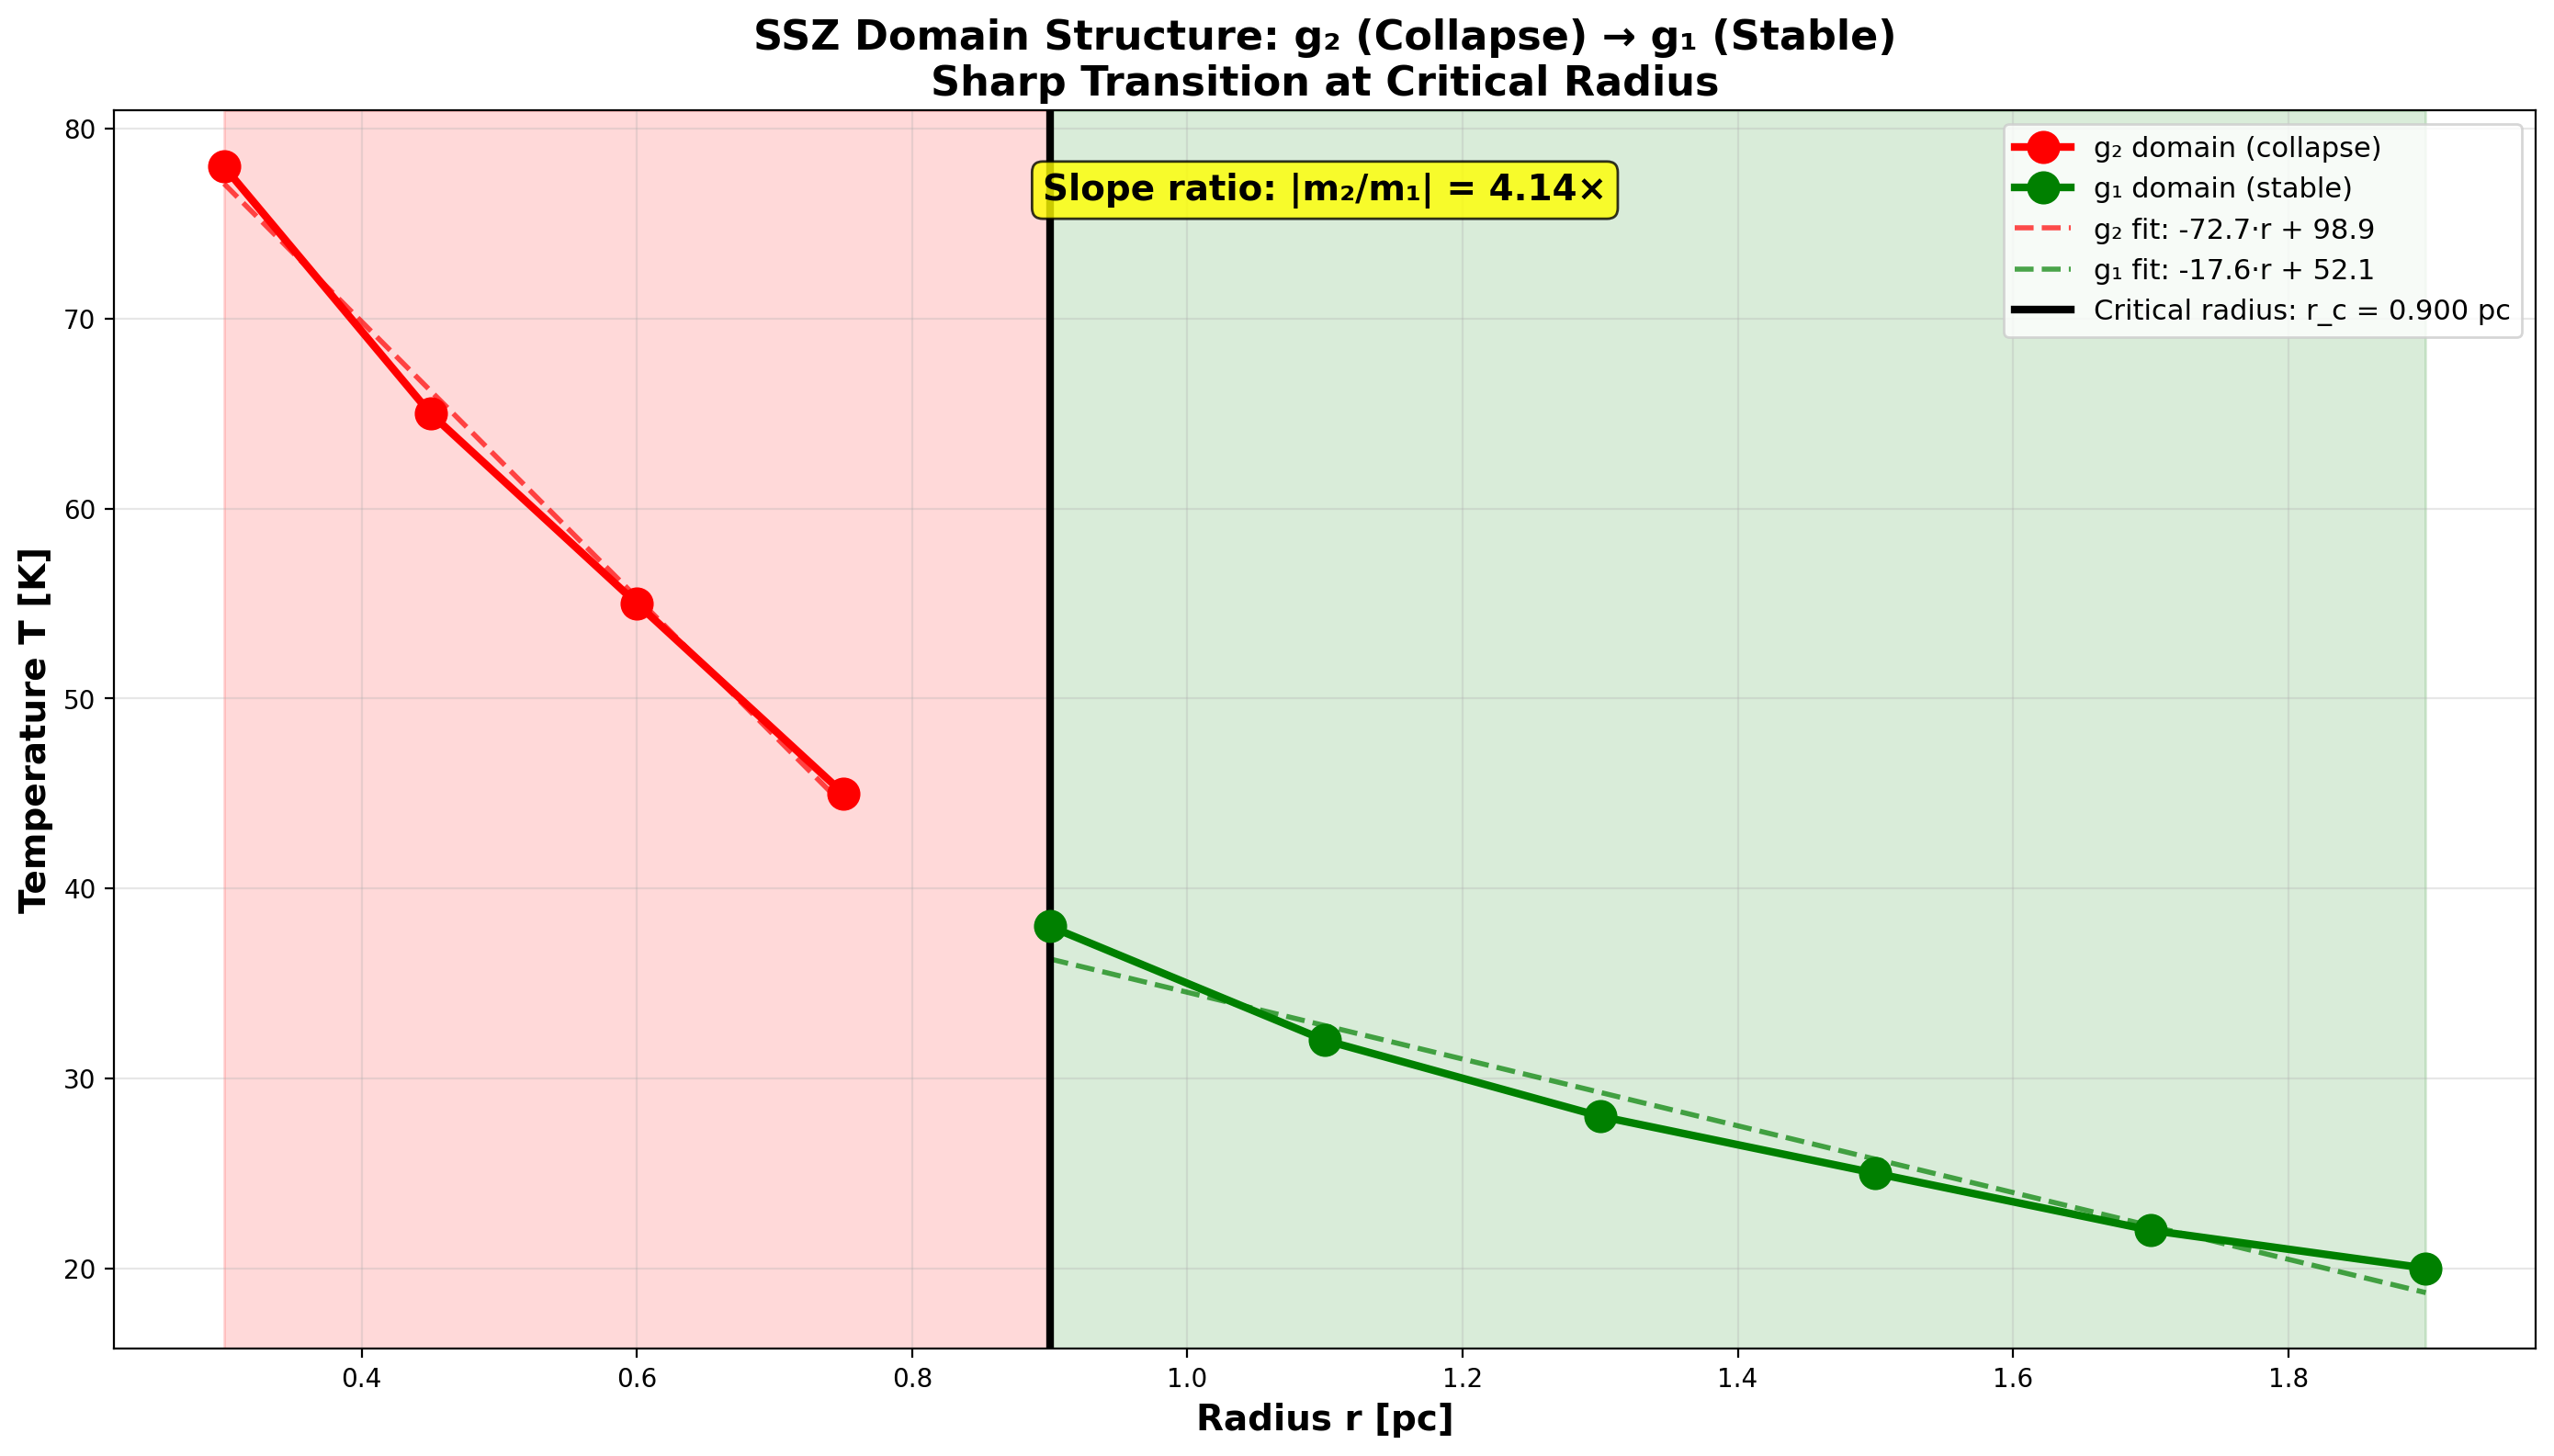 SSZ Domain Structure: g₂ (Collapse) → g₁ (Stable)
Sharp Transition at Critical Radius
Slope ratio: |m₂/m₁| = 4.14×
g₂ domain (collapse)
g₁ domain (stable)
g₂ fit: -72.7·r + 98.9
g₁ fit: -17.6·r + 52.1
Critical radius: r_c = 0.900 pc
Temperature T [K]
80
70
60
50
40
30
20
0.4
0.6
0.8
1.0
1.2
1.4
1.6
1.8
Radius r [pc]